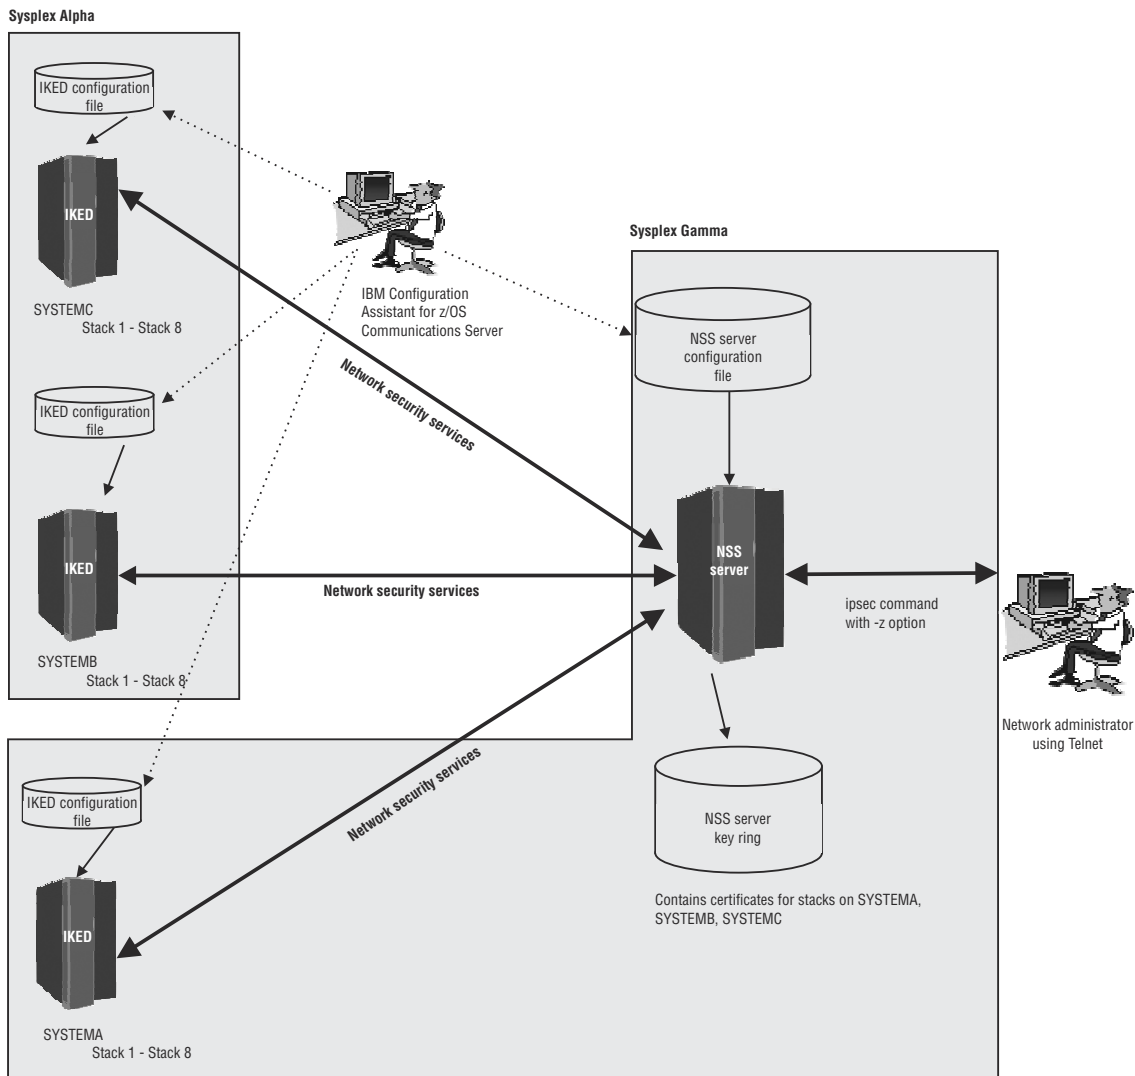 Sysplex Alpha
IKED configuration
file
IKED
SYSTEMC
Stack 1 - Stack 8
IKED configuration
file
IKED
SYSTEMB
Stack 1 - Stack 8
IBM Configuration
Assistant for z/OS
Communications Server
Network security services
Network security services
Network security services
Sysplex Gamma
NSS server
configuration
file
NSS
server
ipsec command
with -z option
Network administrator
using Telnet
NSS server
key ring
Contains certificates for stacks on SYSTEMA,
SYSTEMB, SYSTEMC
IKED configuration
file
IKED
SYSTEMA
Stack 1 - Stack 8